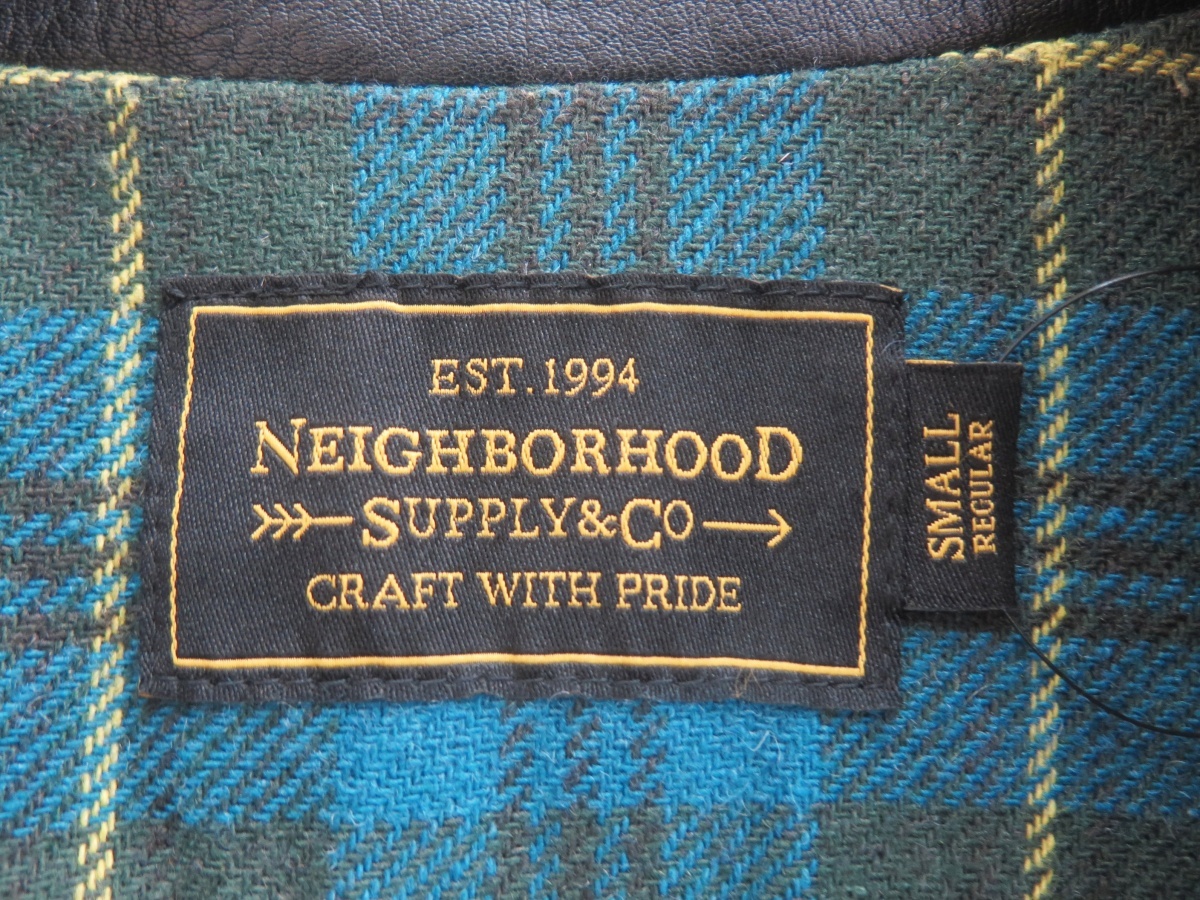 EST.1994
NEIGHBORHOOD
SUPPLY&CO
CRAFT WITH PRIDE
SMALL
REGULAR